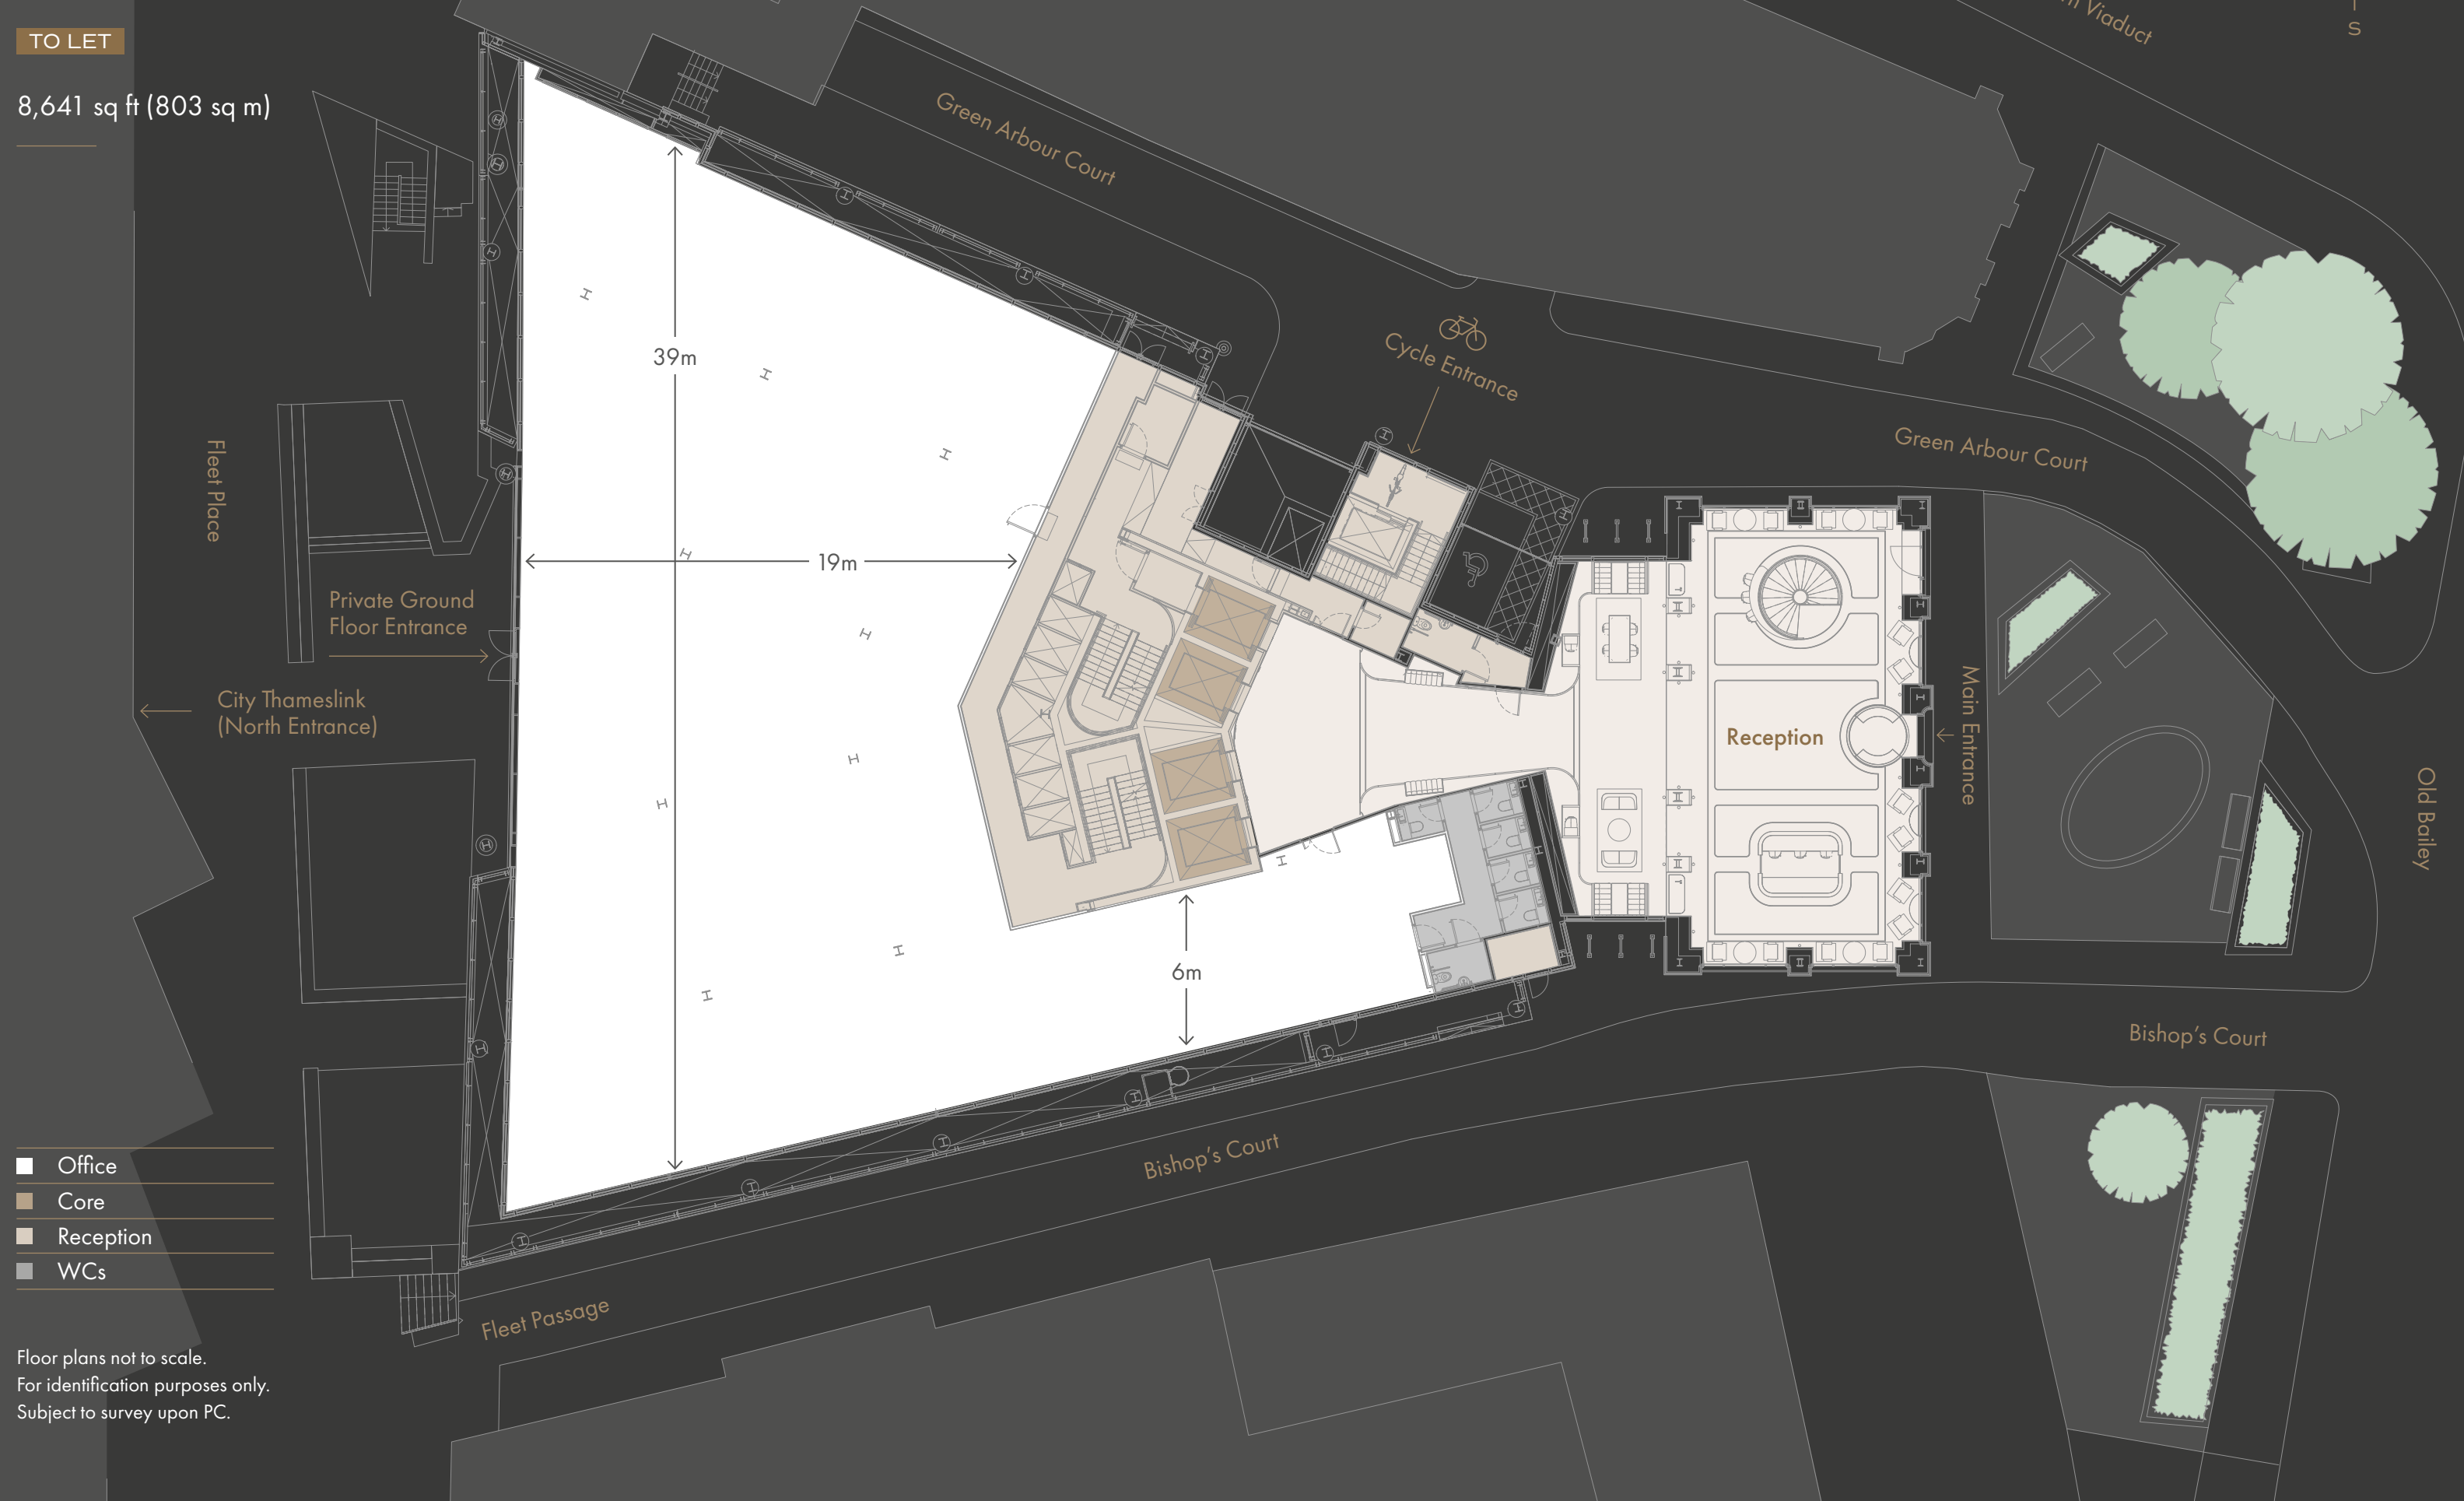 TO LET
8,641 sq ft (803 sq m)
Viaduct
S
Green Arbour Court
Cycle Entrance
39m
Green Arbour Court
Fleet Place
19m
Private Ground
Floor Entrance
City Thameslink
(North Entrance)
Reception
Main Entrance
Old Bailey
6m
Bishop's Court
Bishop's Court
Fleet Passage
Office
Core
Reception
WCs
Floor plans not to scale.
For identification purposes only.
Subject to survey upon PC.